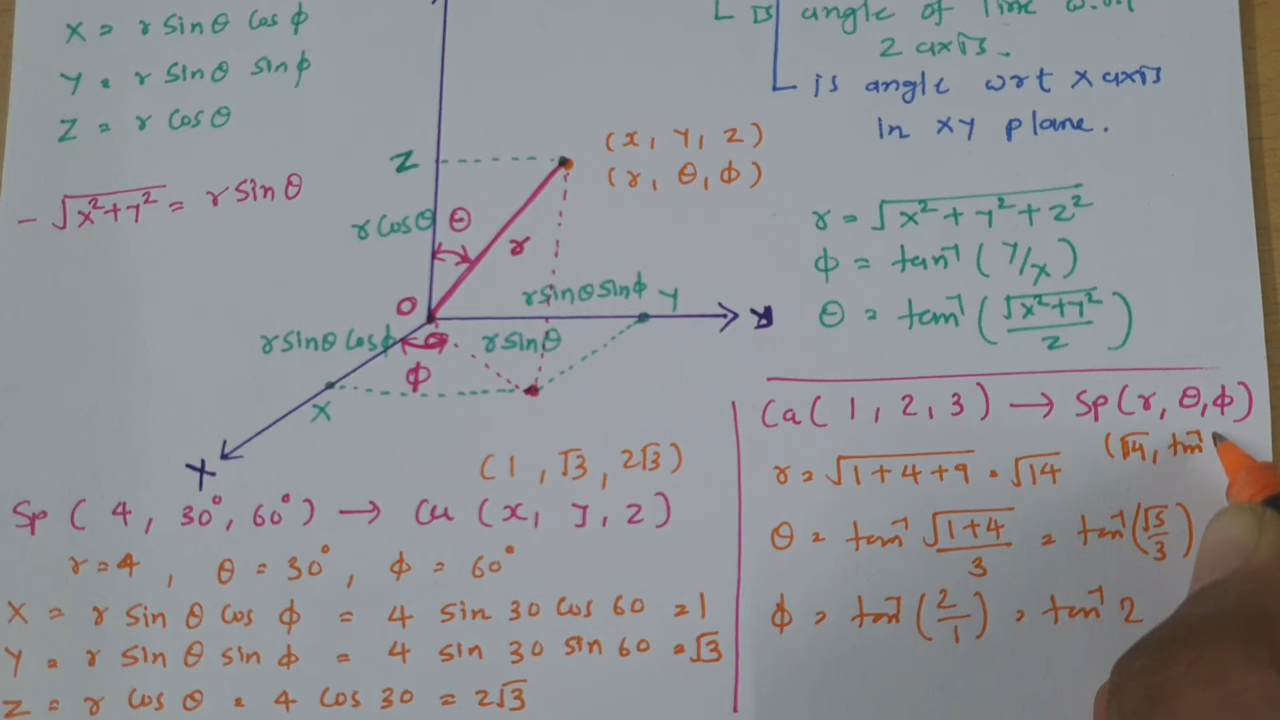 X = r sinθ cos ϕ
Y = r sinθ sinϕ
Z = r cosθ
- √x²+y² = r sinθ
is angle of line w.r.t
z axis.
is angle wrt x axis
in xy plane.
Z
(x, y, z)
(r, θ, ϕ)
r cosθ
θ
r
O
r sinθ sinϕ
Y
r sinθ cosϕ
r sinθ
ϕ
X
X
r = √x² + y² + z²
ϕ = tan⁻¹ (y/x)
θ = tan⁻¹ (√x²+y²/z)
(1, √3, 2√3)
Sp (4, 30°, 60°) → Ca (x, y, z)
r = 4, θ = 30°, ϕ = 60°
X = r sin θ cos ϕ = 4 sin 30 cos 60 = 1
Y = r sin θ sin ϕ = 4 sin 30 sin 60 = √3
Z = r cos θ = 4 cos 30 = 2√3
Ca (1, 2, 3) → Sp (r, θ, ϕ)
(√14, tan⁻¹
r = √1+4+9 = √14
θ = tan⁻¹ √1+4/3 = tan⁻¹ (√5/3)
ϕ = tan⁻¹ (2/1) = tan⁻¹ 2